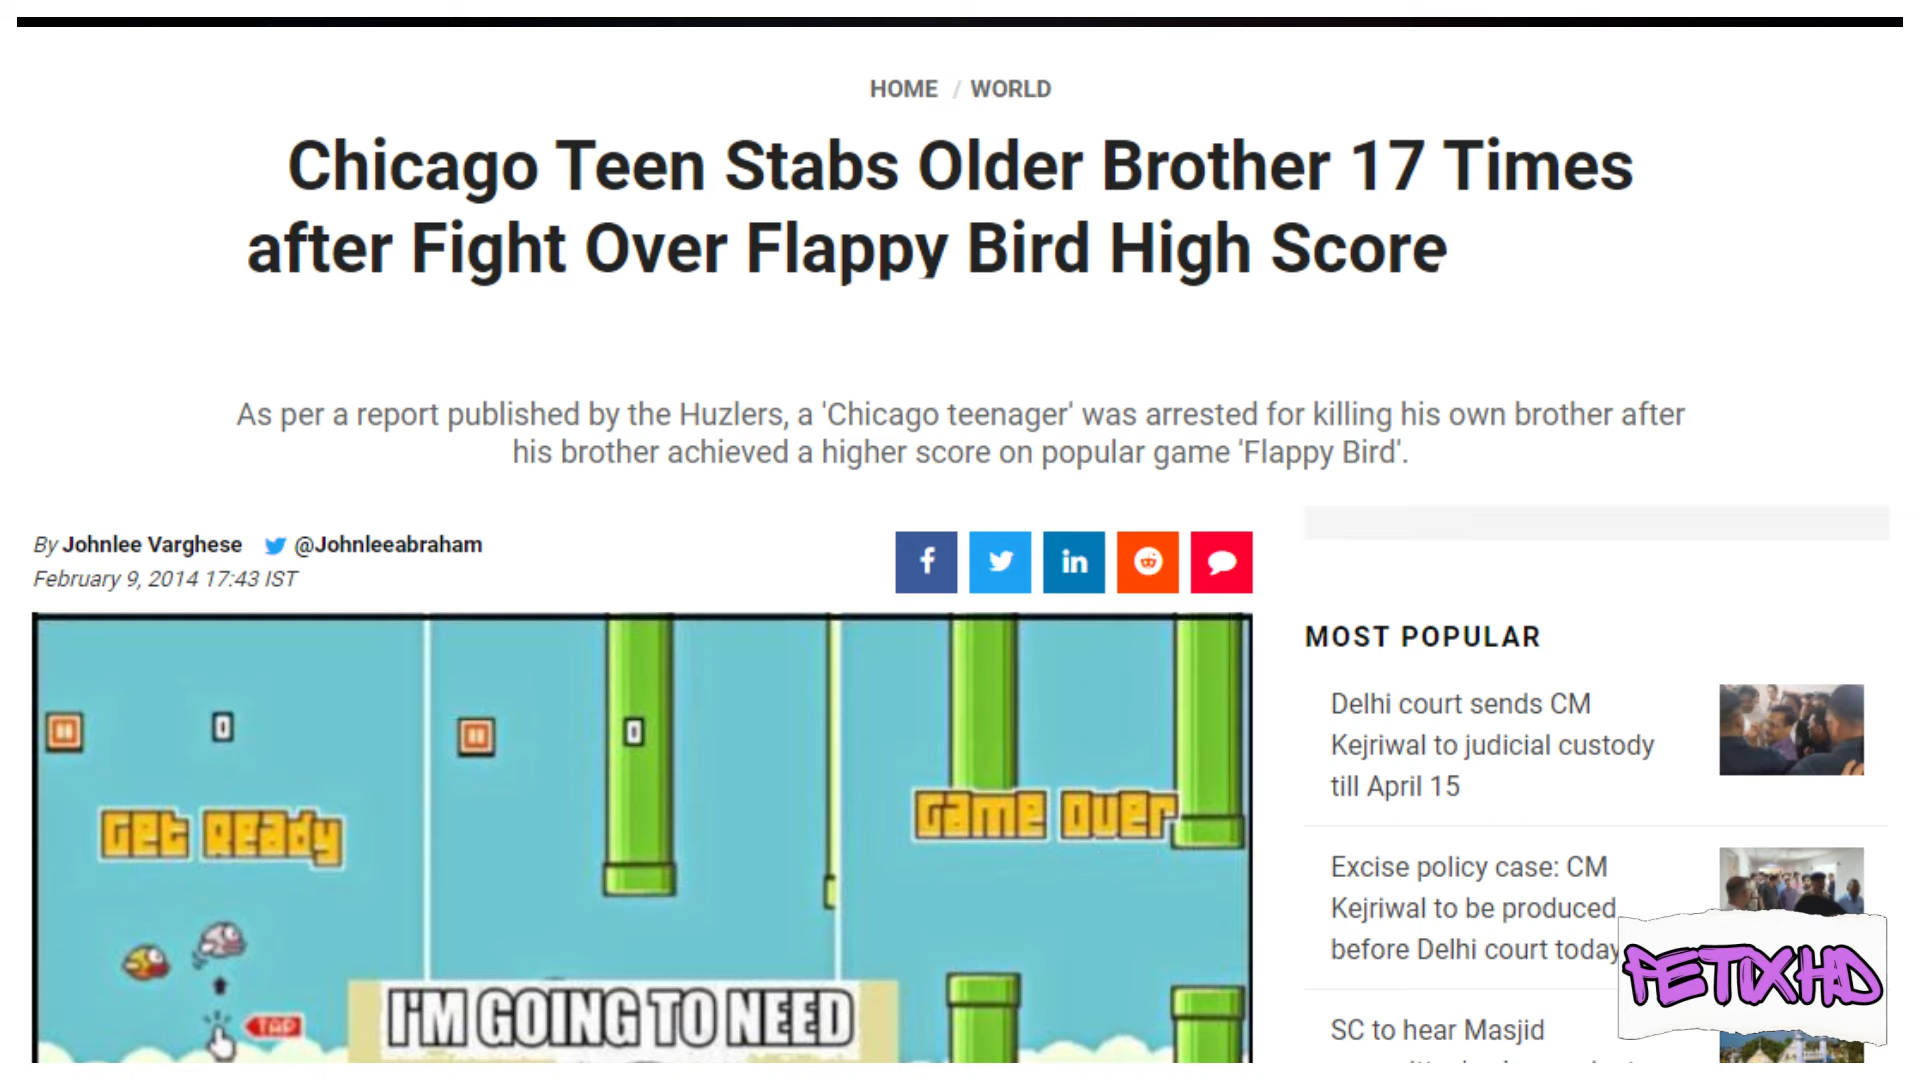 HOME / WORLD
Chicago Teen Stabs Older Brother 17 Times
after Fight Over Flappy Bird High Score
As per a report published by the Huzlers, a 'Chicago teenager' was arrested for killing his own brother after
his brother achieved a higher score on popular game 'Flappy Bird'.
By Johnlee Varghese @Johnleeabraham
February 9, 2014 17:43 IST
0
0
Get Ready
Game Over
TAP
I'M GOING TO NEED
MOST POPULAR
Delhi court sends CM
Kejriwal to judicial custody
till April 15
Excise policy case: CM
Kejriwal to be produced
before Delhi court today
SC to hear Masjid
PETIXHD